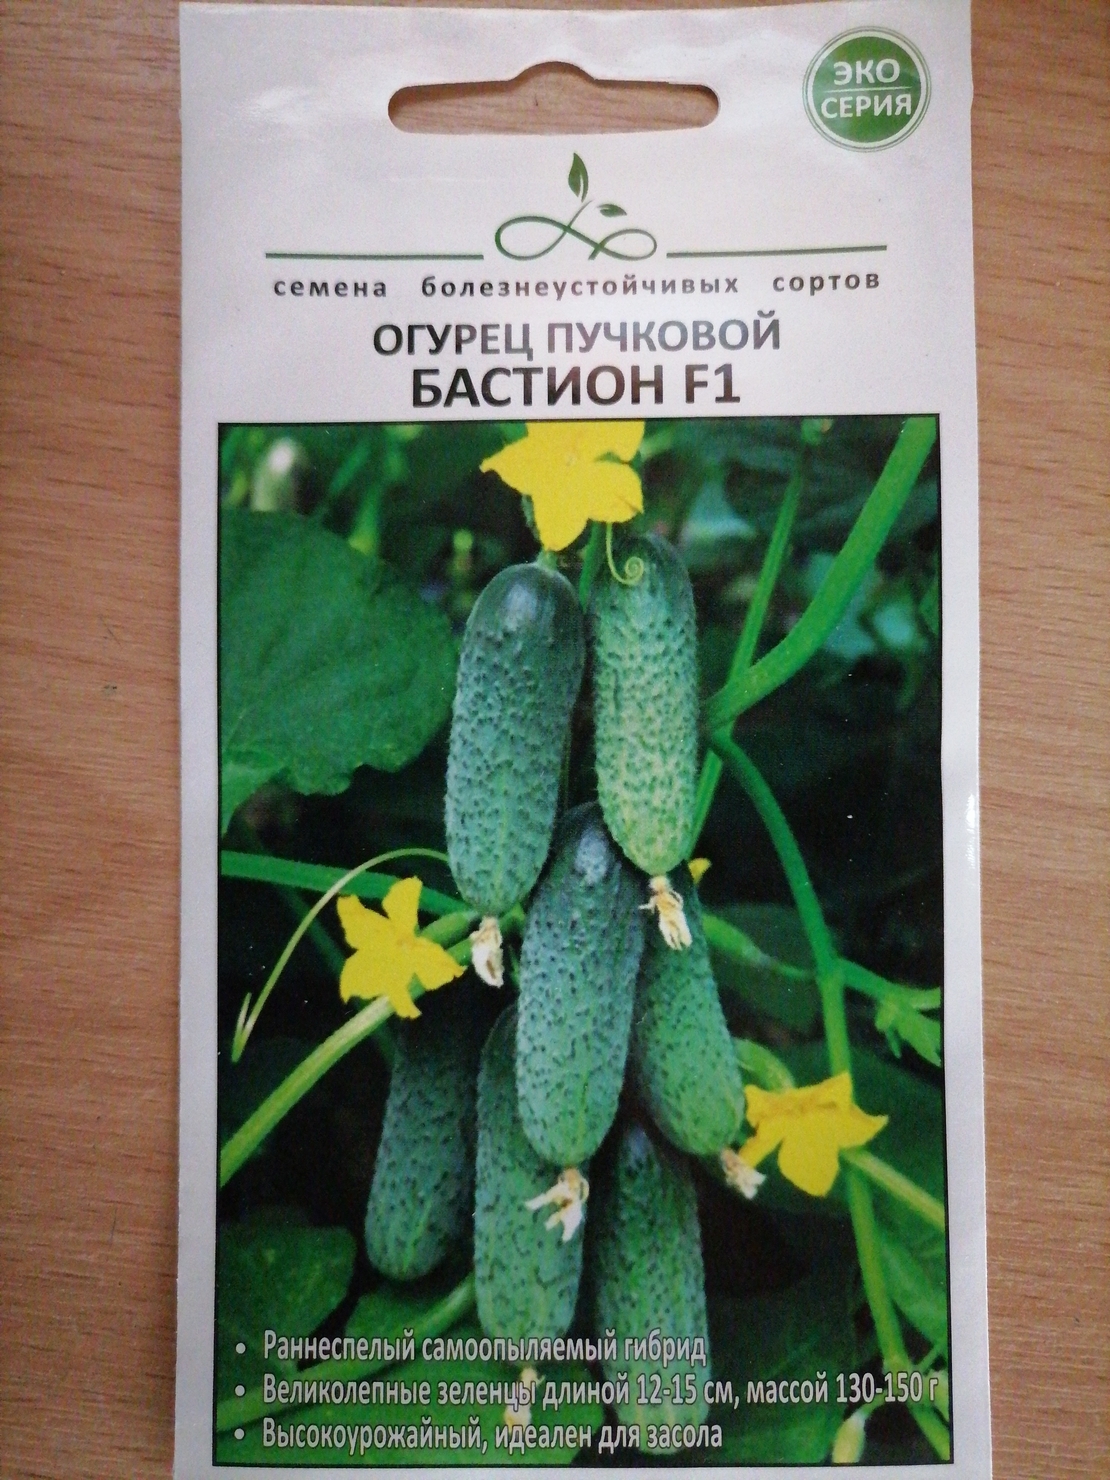 ЭКО
СЕРИЯ
семена болезнеустойчивых сортов
ОГУРЕЦ ПУЧКОВОЙ
БАСТИОН F1
• Раннеспелый самоопыляемый гибрид
• Великолепные зеленцы длиной 12-15 см, массой 130-150 г
• Высокоурожайный, идеален для засола